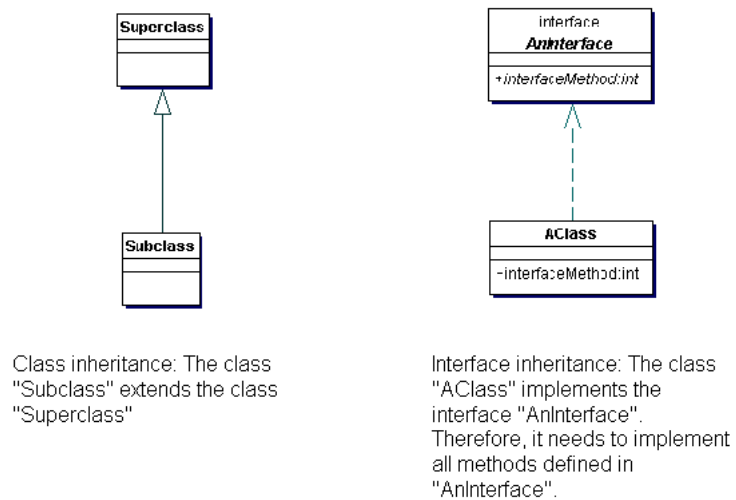 Superclass
Subclass
Class inheritance: The class
"Subclass" extends the class
"Superclass"
interface
AnInterface
+interfaceMethod:int
AClass
+interfaceMethod:int
Interface inheritance: The class
"AClass" implements the
interface "AnInterface".
Therefore, it needs to implement
all methods defined in
"AnInterface".